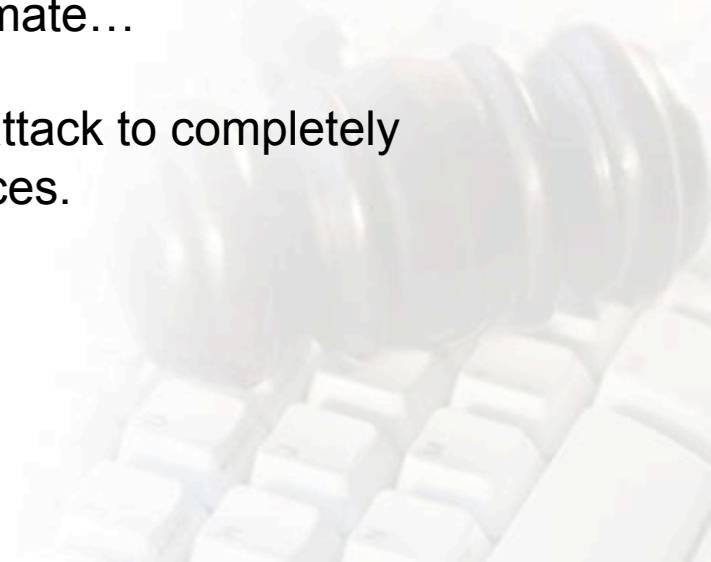 mate…
ttack to completely
ces.